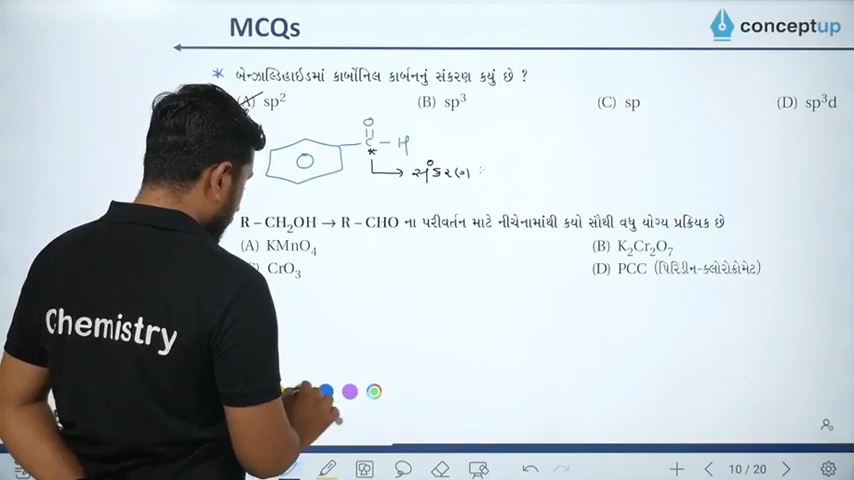 MCQs
conceptup
* બેન્ઝાલ્ડિહાઇડમાં કાર્બોનિલ કાર્બનનું સંકરણ કયું છે ?
(A) sp²
(B) sp³
(C) sp
(D) sp³d
O
C – H
*
સંકરણ :
R – CH₂OH → R – CHO ના પરીવર્તન માટે નીચેનામાંથી કયો સૌથી વધુ યોગ્ય પ્રક્રિયક છે
(A) KMnO₄
(B) K₂Cr₂O₇
CrO₃
(D) PCC (પિરિડીન-ક્લોરોક્રોમેટ)
Chemistry
10 / 20